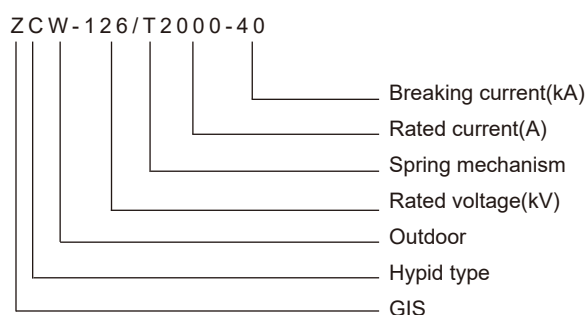 ZCW-126/T2000-40
Breaking current(kA)
Rated current(A)
Spring mechanism
Rated voltage(kV)
Outdoor
Hypid type
GIS